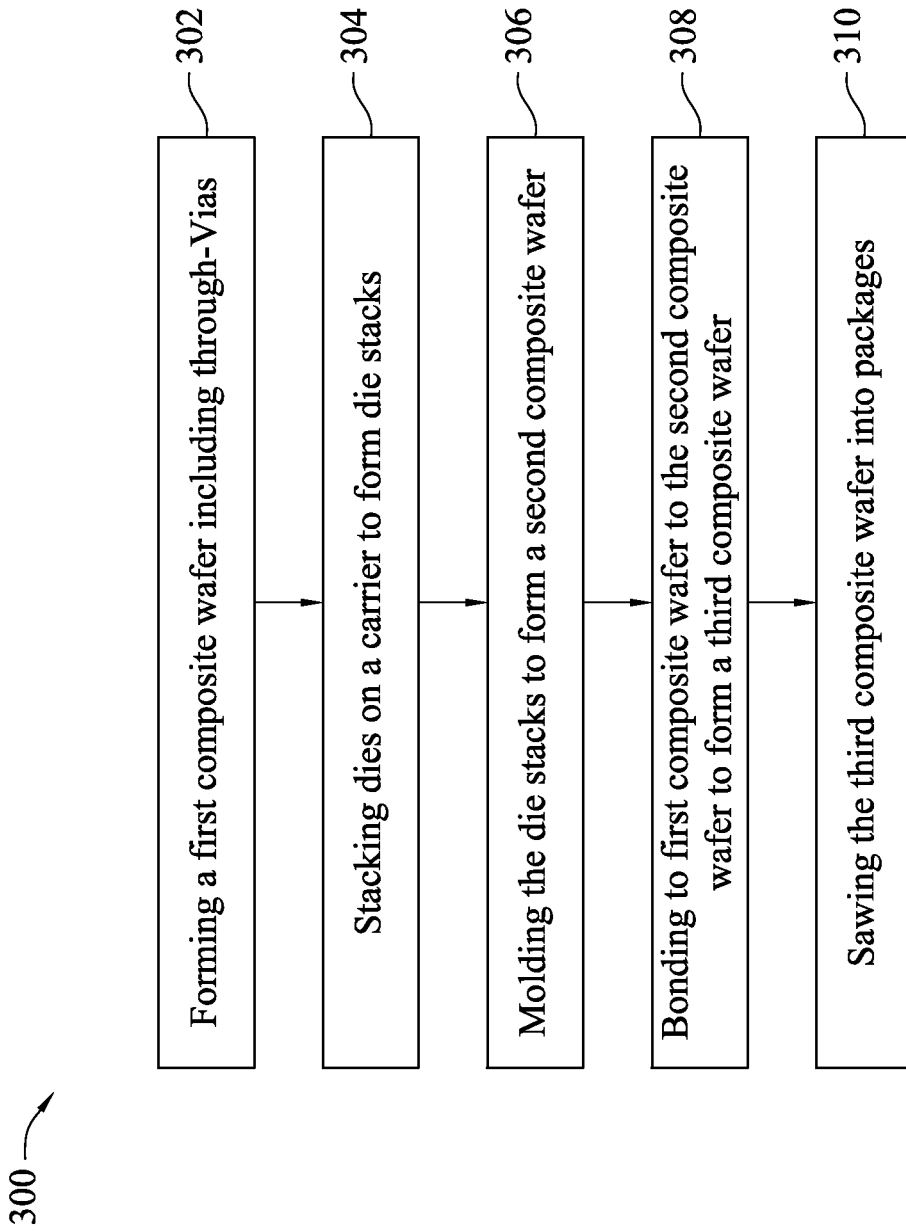 300
Forming a first composite wafer including through-Vias
302
Stacking dies on a carrier to form die stacks
304
Molding the die stacks to form a second composite wafer
306
Bonding to first composite wafer to the second composite
wafer to form a third composite wafer
308
Sawing the third composite wafer into packages
310